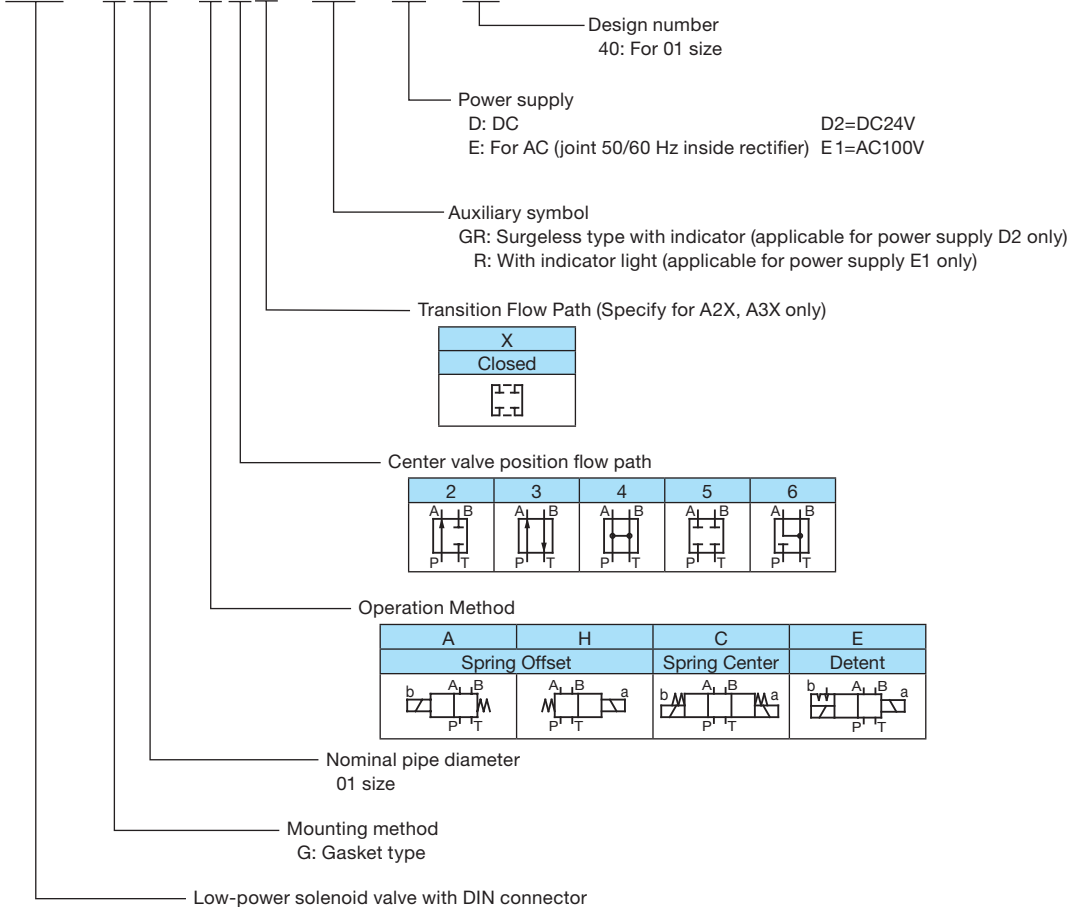 Design number
40: For 01 size
Power supply
D: DC D2=DC24V
E: For AC (joint 50/60 Hz inside rectifier) E1=AC100V
Auxiliary symbol
GR: Surgeless type with indicator (applicable for power supply D2 only)
R: With indicator light (applicable for power supply E1 only)
Transition Flow Path (Specify for A2X, A3X only)
X
Closed
Center valve position flow path
2 3 4 5 6
A B A B A B A B A B
P T P T P T P T P T
Operation Method
A H C E
Spring Offset Spring Center Detent
b A B A B a b A B a b A B a
P T P T P T P T
Nominal pipe diameter
01 size
Mounting method
G: Gasket type
Low-power solenoid valve with DIN connector